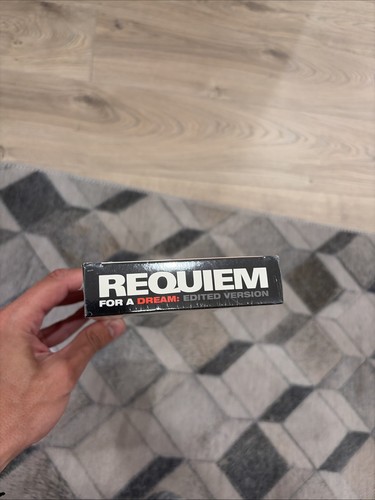 REQUIEM
FOR A DREAM: EDITED VERSION